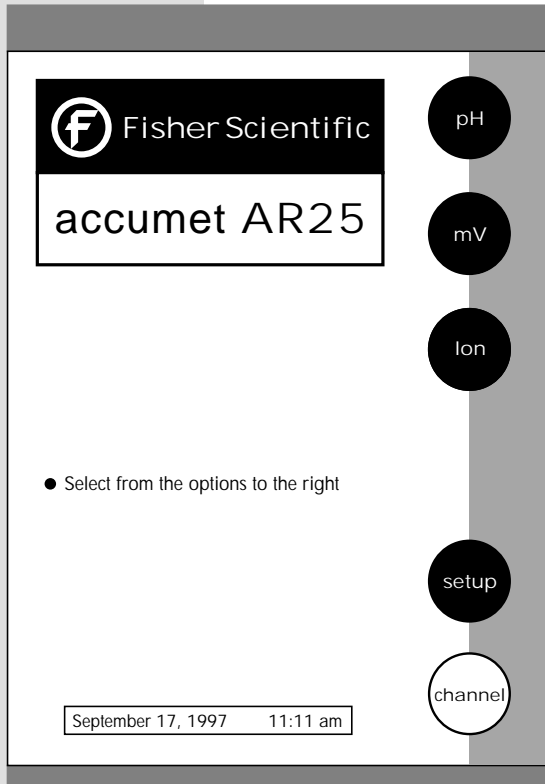 Fisher Scientific
accumet AR25
pH
mV
Ion
Select from the options to the right
setup
channel
September 17, 1997 11:11 am